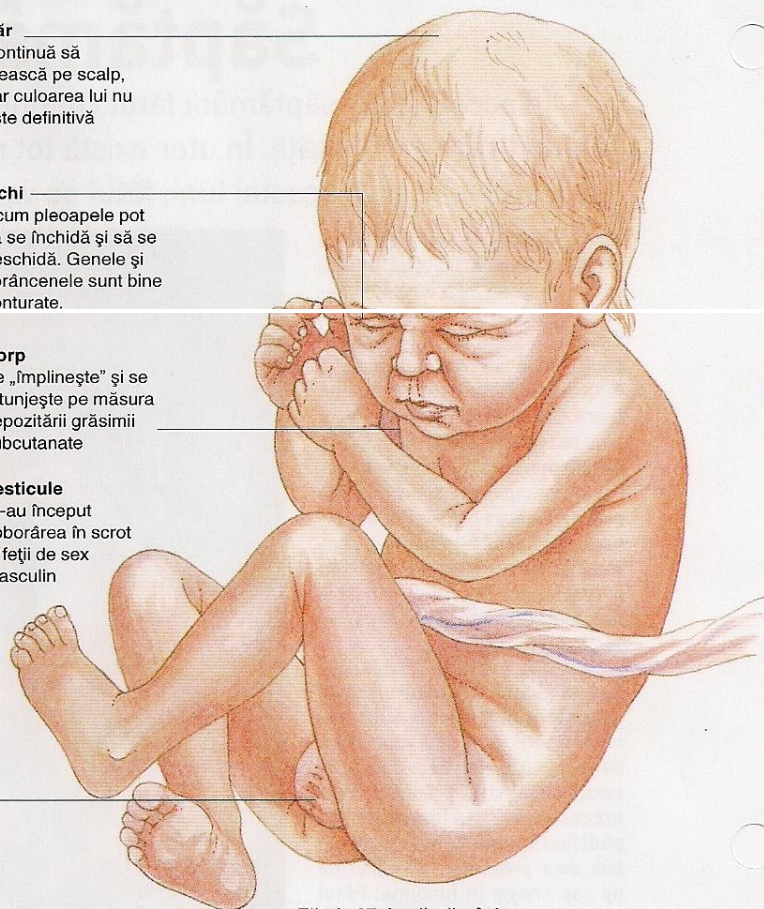 ăr
ontinuă să
ească pe scalp,
ar culoarea lui nu
ste definitivă
chi
cum pleoapele pot
ă se închidă şi să se
eschidă. Genele şi
râncenele sunt bine
onturate.
orp
e „împlineşte” şi se
tunjeşte pe măsura
epozitării grăsimii
ubcutanate
esticule
-au început
oborârea în scrot
feţii de sex
asculin